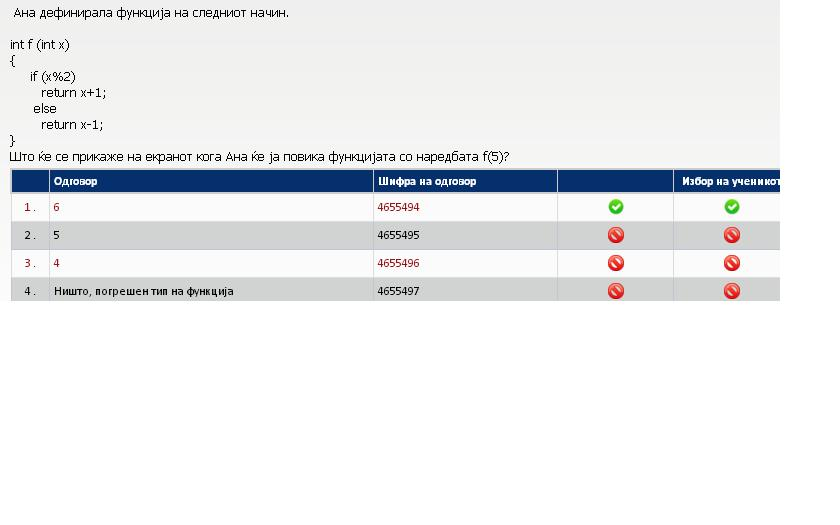 Ана дефинирала функција на следниот начин.
int f (int x)
{
if (x%2)
return x+1;
else
return x-1;
}
Што ќе се прикаже на екранот кога Ана ќе ја повика функцијата со наредбата f(5)?
Одговор Шифра на одговор Избор на ученикот
1. 6 4655494
2. 5 4655495
3. 4 4655496
4. Ништо, погрешен тип на функција 4655497